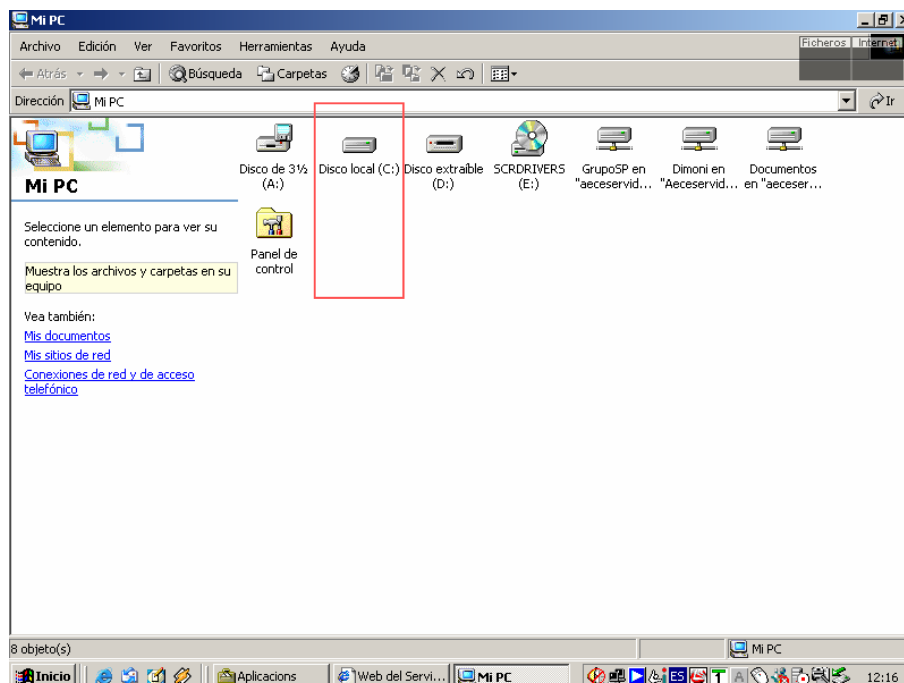 Mi PC
Archivo Edición Ver Favoritos Herramientas Ayuda
Ficheros Internet
Atrás Búsqueda Carpetas
Dirección Mi PC Ir
Mi PC
Seleccione un elemento para ver su
contenido.
Muestra los archivos y carpetas en su
equipo
Vea también:
Mis documentos
Mis sitios de red
Conexiones de red y de acceso
telefónico
Disco de 3½
(A:)
Disco local (C:)
Disco extraíble
(D:)
SCRDRIVERS
(E:)
GrupoSP en
"aeceservid...
Dimoni en
"Aeceservid...
Documentos
en "aeceser...
Panel de
control
8 objeto(s) Mi PC
Inicio Aplicacions Web del Servi... Mi PC ES T A 12:16